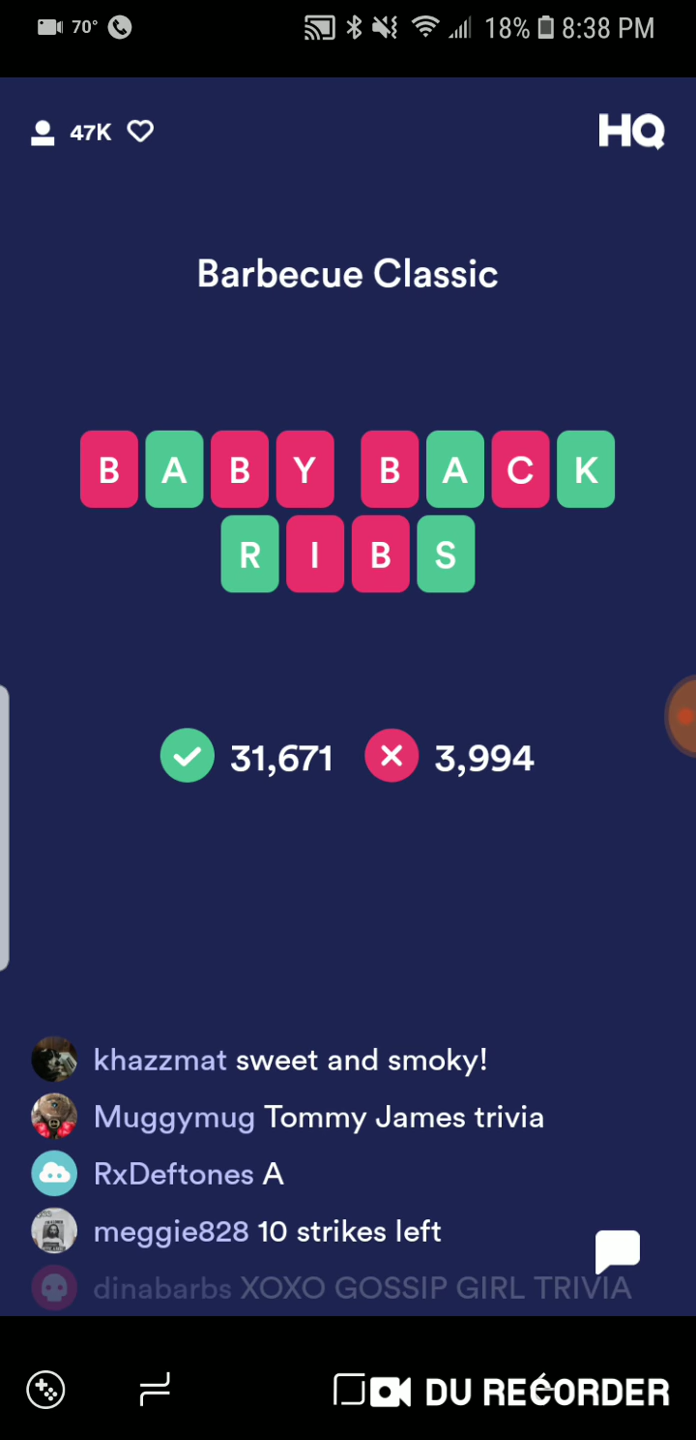 70° 18% 8:38 PM
47K HQ
Barbecue Classic
BABY BACK
RIBS
31,671 3,994
khazzmat sweet and smoky!
Muggymug Tommy James trivia
RxDeftones A
meggie828 10 strikes left
dinabarbs XOXO GOSSIP GIRL TRIVIA
DU RECORDER